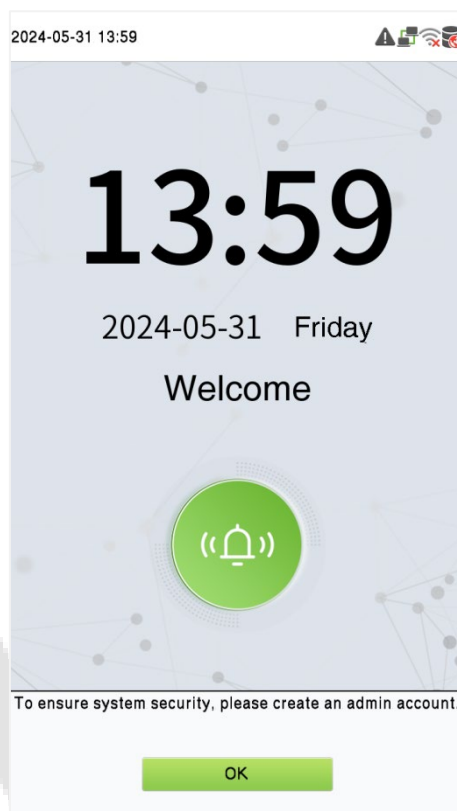 2024-05-31 13:59
13:59
2024-05-31 Friday
Welcome
To ensure system security, please create an admin account.
OK